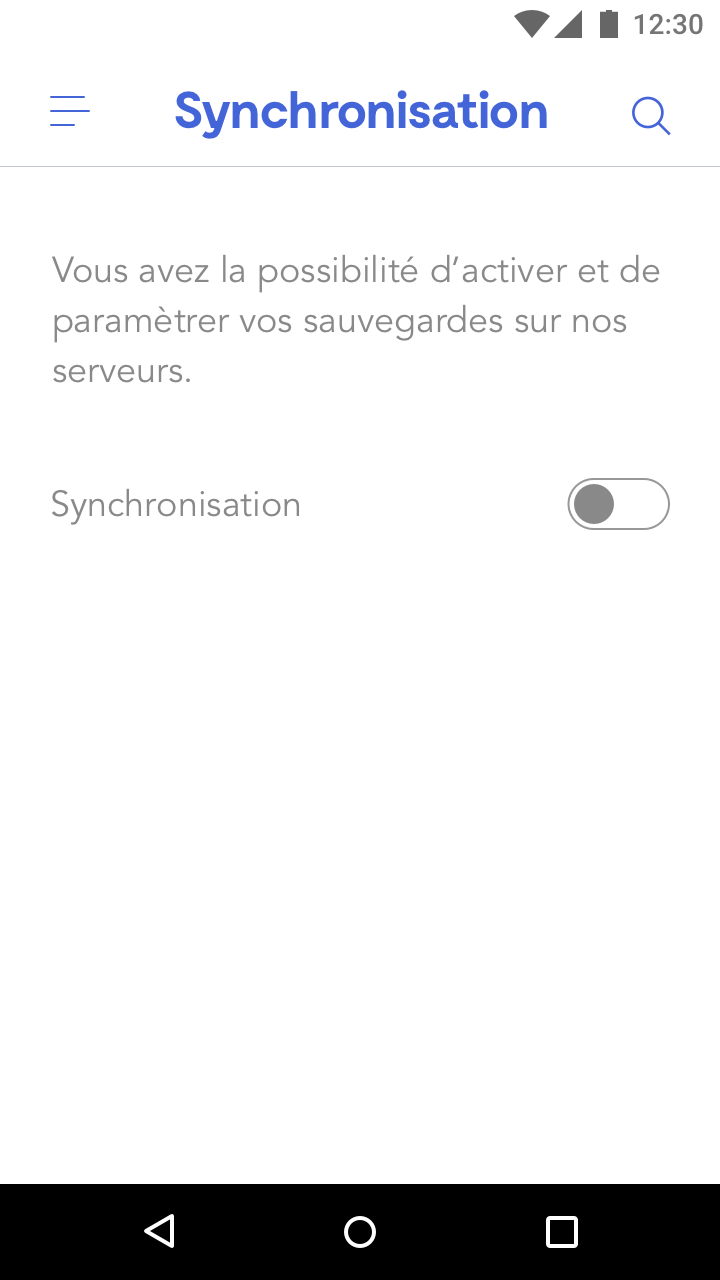 12:30
Synchronisation
Vous avez la possibilité d’activer et de
paramètrer vos sauvegardes sur nos
serveurs.
Synchronisation